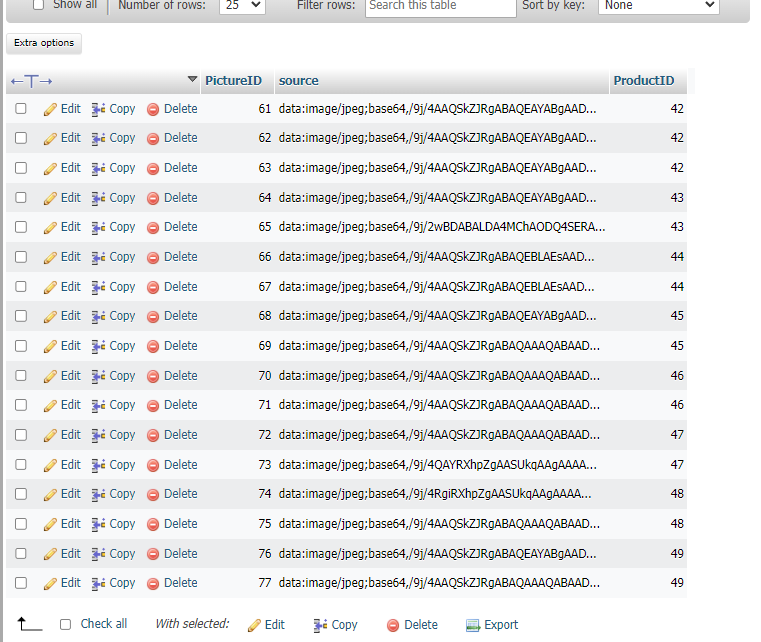 Show all Number of rows: 25 Filter rows: Search this table Sort by key: None
Extra options
←T→ PictureID source ProductID
Edit Copy Delete 61 data:image/jpeg;base64,/9j/4AAQSkZJRgABAQEAYABgAAD... 42
Edit Copy Delete 62 data:image/jpeg;base64,/9j/4AAQSkZJRgABAQEAYABgAAD... 42
Edit Copy Delete 63 data:image/jpeg;base64,/9j/4AAQSkZJRgABAQEAYABgAAD... 42
Edit Copy Delete 64 data:image/jpeg;base64,/9j/4AAQSkZJRgABAQEAYABgAAD... 43
Edit Copy Delete 65 data:image/jpeg;base64,/9j/2wBDABALDA4MChAODQ4SERA... 43
Edit Copy Delete 66 data:image/jpeg;base64,/9j/4AAQSkZJRgABAQEBLAEsAAD... 44
Edit Copy Delete 67 data:image/jpeg;base64,/9j/4AAQSkZJRgABAQEBLAEsAAD... 44
Edit Copy Delete 68 data:image/jpeg;base64,/9j/4AAQSkZJRgABAQEAYABgAAD... 45
Edit Copy Delete 69 data:image/jpeg;base64,/9j/4AAQSkZJRgABAQAAAQABAAD... 45
Edit Copy Delete 70 data:image/jpeg;base64,/9j/4AAQSkZJRgABAQAAAQABAAD... 46
Edit Copy Delete 71 data:image/jpeg;base64,/9j/4AAQSkZJRgABAQAAAQABAAD... 46
Edit Copy Delete 72 data:image/jpeg;base64,/9j/4AAQSkZJRgABAQAAAQABAAD... 47
Edit Copy Delete 73 data:image/jpeg;base64,/9j/4QAYRXhpZgAASUkqAAgAAAA... 47
Edit Copy Delete 74 data:image/jpeg;base64,/9j/4RgiRXhpZgAASUkqAAgAAAA... 48
Edit Copy Delete 75 data:image/jpeg;base64,/9j/4AAQSkZJRgABAQAAAQABAAD... 48
Edit Copy Delete 76 data:image/jpeg;base64,/9j/4AAQSkZJRgABAQEAYABgAAD... 49
Edit Copy Delete 77 data:image/jpeg;base64,/9j/4AAQSkZJRgABAQAAAQABAAD... 49
Check all With selected: Edit Copy Delete Export